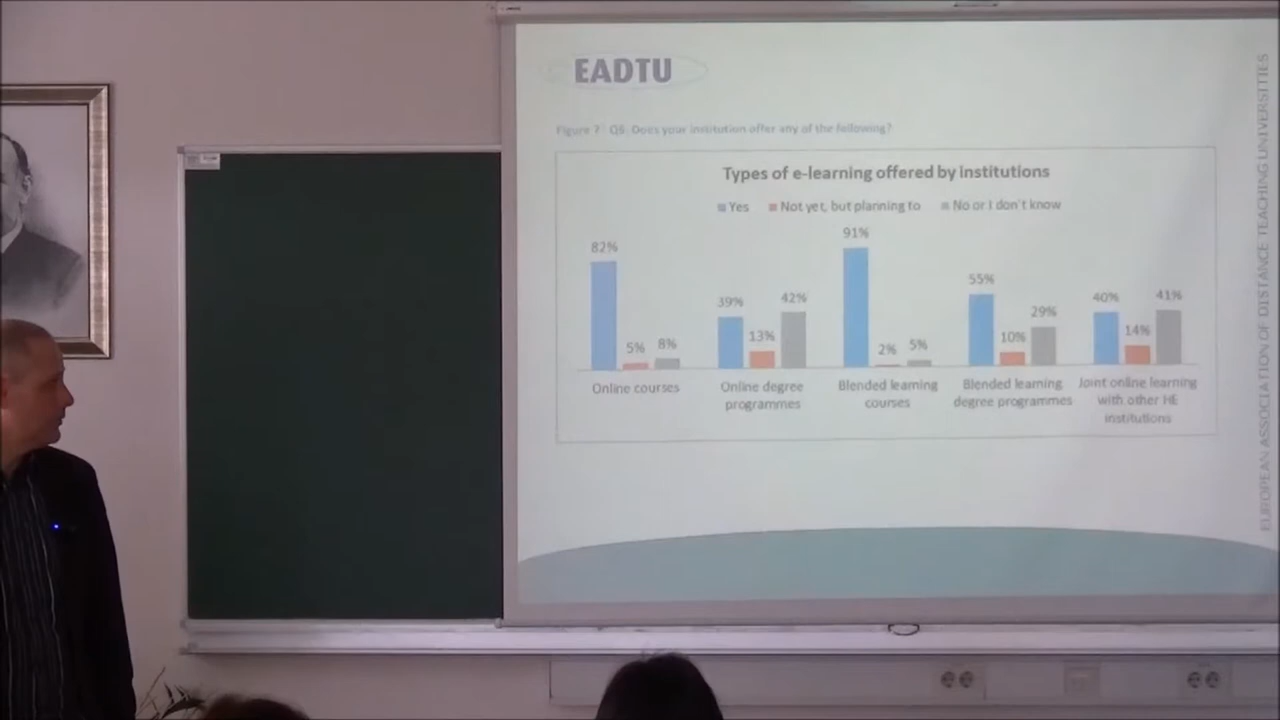 EADTU
Figure 7 Q6. Does your institution offer any of the following?
Types of e-learning offered by institutions
Yes Not yet, but planning to No or I don't know
82% 5% 8%
39% 13% 42%
91% 2% 5%
55% 10% 29%
40% 14% 41%
Online courses
Online degree
programmes
Blended learning
courses
Blended learning
degree programmes
Joint online learning
with other HE
institutions
EUROPEAN ASSOCIATION OF DISTANCE TEACHING UNIVERSITIES